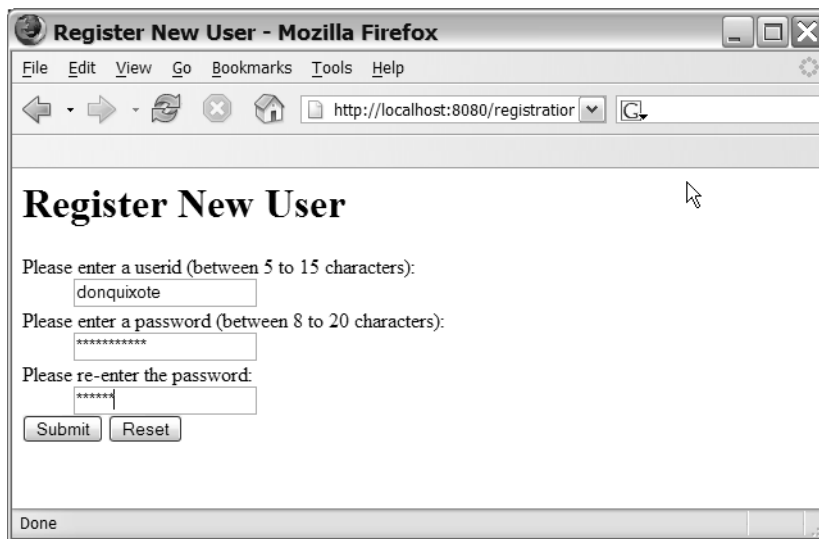 Register New User - Mozilla Firefox
File Edit View Go Bookmarks Tools Help
http://localhost:8080/registration G
Register New User
Please enter a userid (between 5 to 15 characters):
donquixote
Please enter a password (between 8 to 20 characters):
***********
Please re-enter the password:
******
Submit Reset
Done